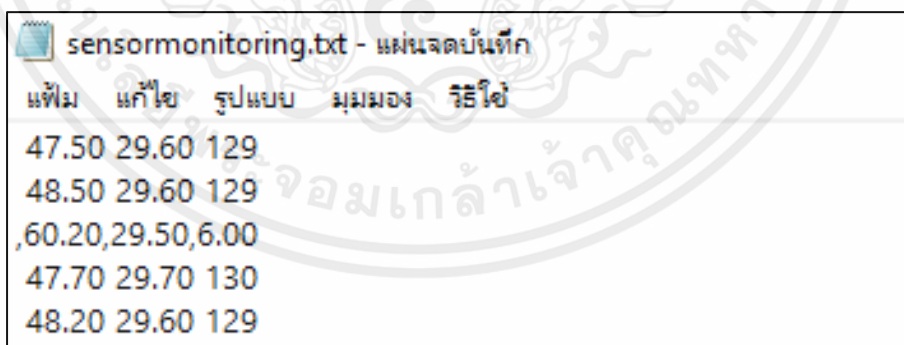 sensormonitoring.txt - แผ่นจดบันทึก
แฟ้ม แก้ไข รูปแบบ มุมมอง วิธีใช้
47.50 29.60 129
48.50 29.60 129
,60.20,29.50,6.00
47.70 29.70 130
48.20 29.60 129